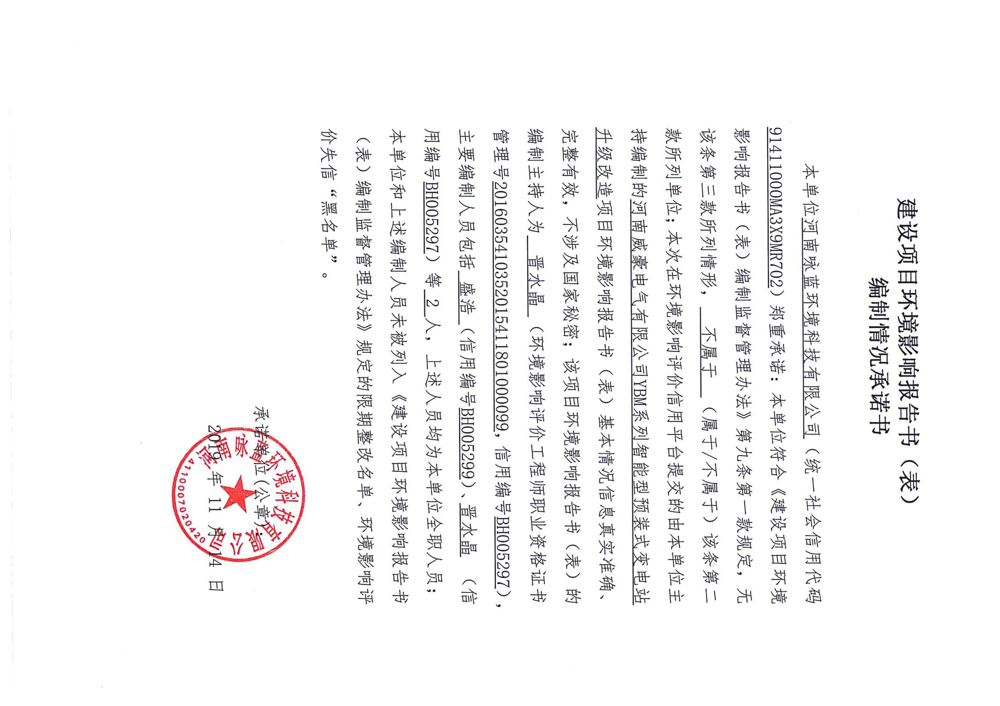 建设项目环境影响报告书（表）
编制情况承诺书
本单位河南咏蓝环境科技有限公司（统一社会信用代码
91411000MA3X9MR702）郑重承诺：本单位符合《建设项目环境
影响报告书（表）编制监督管理办法》第九条第一款规定，无
该条第三款所列情形， 不属于 （属于/不属于）该条第二
款所列单位；本次在环境影响评价信用平台提交的由本单位主
持编制的河南威豪电气有限公司YBM系列智能型预装式变电站
升级改造项目环境影响报告书（表）基本情况信息真实准确、
完整有效，不涉及国家秘密；该项目环境影响报告书（表）的
编制主持人为 晋水晶 （环境影响评价工程师职业资格证书
管理号2016035410352015411801000099，信用编号BH005297），
主要编制人员包括 盛浩 （信用编号BH005299）、晋水晶 （信
用编号BH005297）等 2 人，上述人员均为本单位全职人员；
本单位和上述编制人员未被列入《建设项目环境影响报告书
（表）编制监督管理办法》规定的限期整改名单、环境影响评
价失信“黑名单”。
承诺单位（公章）：
2019 年 11 月 14 日
河南咏蓝环境科技有限公司
4110007020420